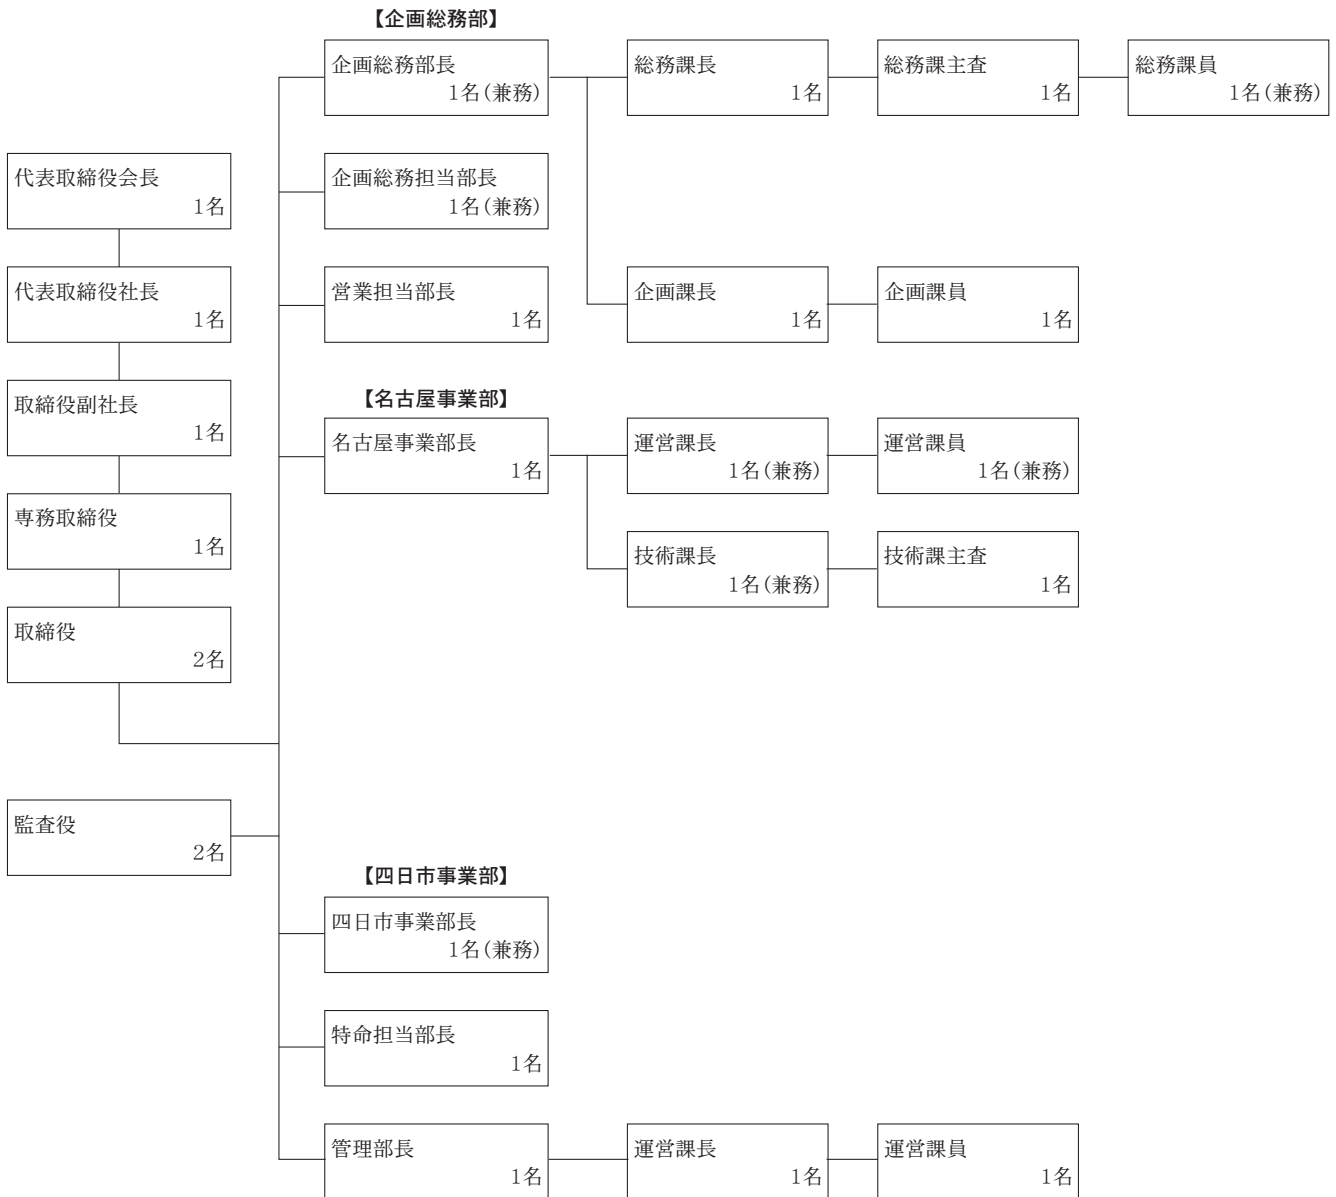 【企画総務部】
企画総務部長
1名(兼務)
総務課長
1名
総務課主査
1名
総務課員
1名(兼務)
代表取締役会長
1名
企画総務担当部長
1名(兼務)
代表取締役社長
1名
営業担当部長
1名
企画課長
1名
企画課員
1名
取締役副社長
1名
【名古屋事業部】
名古屋事業部長
1名
運営課長
1名(兼務)
運営課員
1名(兼務)
専務取締役
1名
技術課長
1名(兼務)
技術課主査
1名
取締役
2名
監査役
2名
【四日市事業部】
四日市事業部長
1名(兼務)
特命担当部長
1名
管理部長
1名
運営課長
1名
運営課員
1名